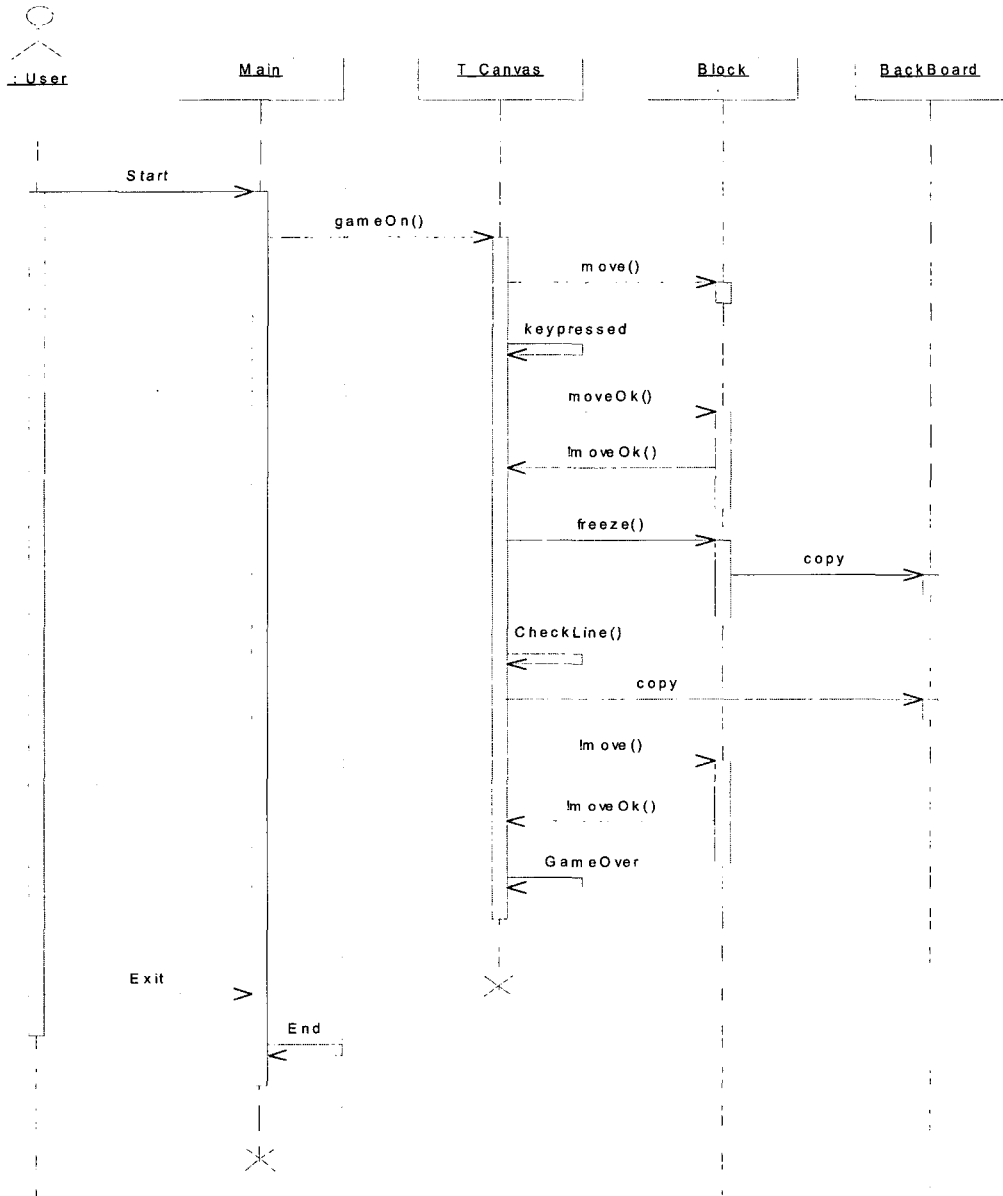 : User
Main
T_Canvas
Block
BackBoard
Start
gameOn()
move()
keypressed
moveOk()
!moveOk()
freeze()
copy
CheckLine()
copy
!move()
!moveOk()
GameOver
Exit
End